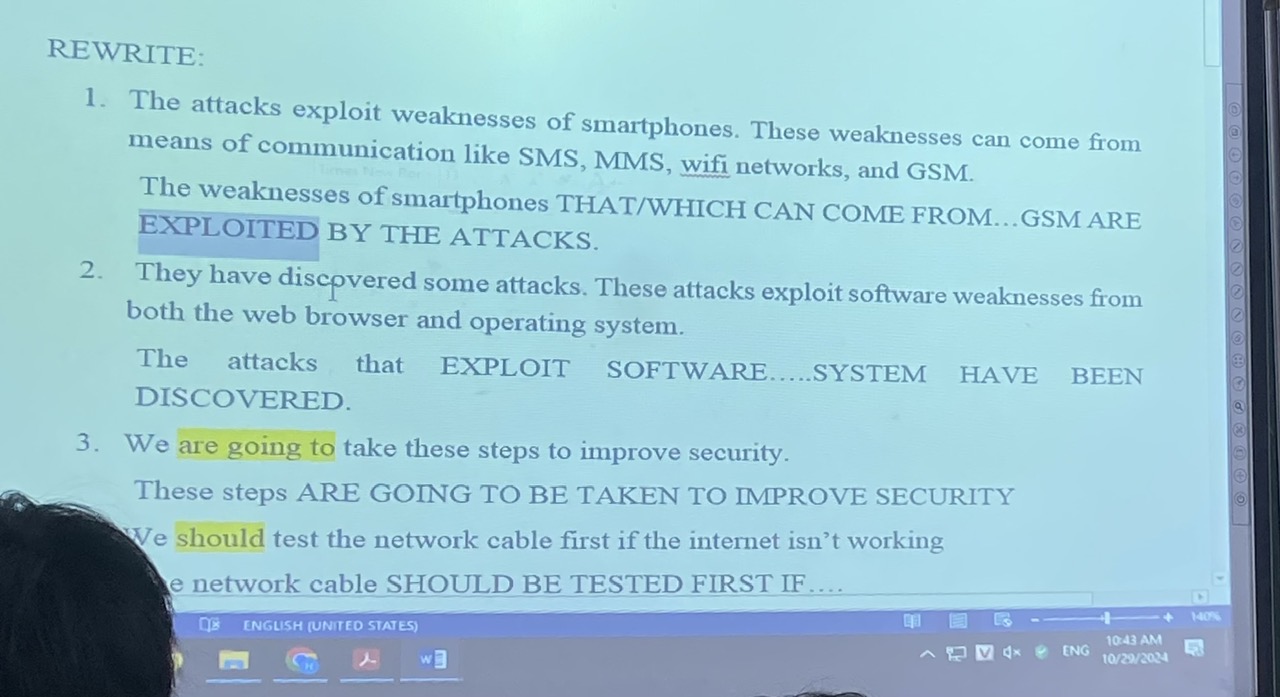 REWRITE:
1. The attacks exploit weaknesses of smartphones. These weaknesses can come from
means of communication like SMS, MMS, wifi networks, and GSM.
The weaknesses of smartphones THAT/WHICH CAN COME FROM...GSM ARE
EXPLOITED BY THE ATTACKS.
2. They have discovered some attacks. These attacks exploit software weaknesses from
both the web browser and operating system.
The attacks that EXPLOIT SOFTWARE.....SYSTEM HAVE BEEN
DISCOVERED.
3. We are going to take these steps to improve security.
These steps ARE GOING TO BE TAKEN TO IMPROVE SECURITY
We should test the network cable first if the internet isn't working
e network cable SHOULD BE TESTED FIRST IF....
ENGLISH (UNITED STATES)
140%
ENG
10:43 AM
10/29/2024